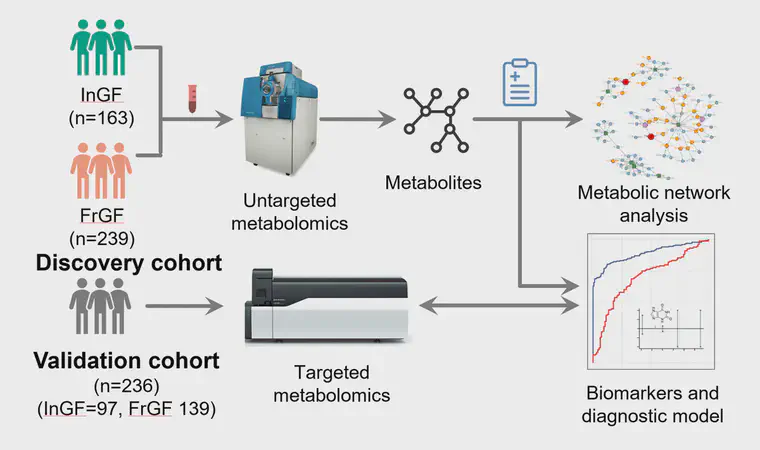 InGF
(n=163)
FrGF
(n=239)
Discovery cohort
Untargeted
metabolomics
Metabolites
Metabolic network
analysis
Validation cohort
(n=236)
(InGF=97, FrGF 139)
Targeted
metabolomics
Biomarkers and
diagnostic model